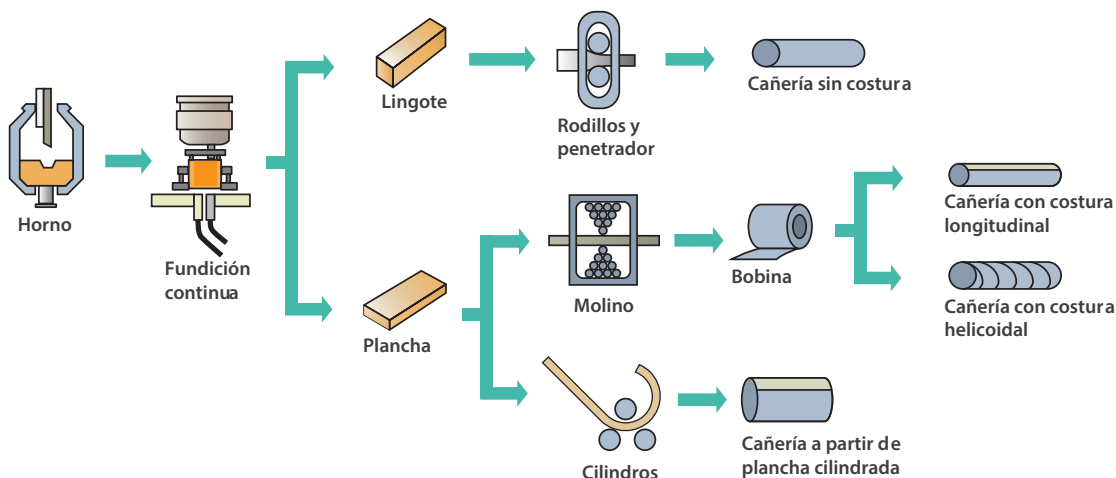 Horno
Fundición
continua
Lingote
Rodillos y
penetrador
Cañería sin costura
Plancha
Molino
Bobina
Cañería con costura
longitudinal
Cañería con costura
helicoidal
Cilindros
Cañería a partir de
plancha cilindrada